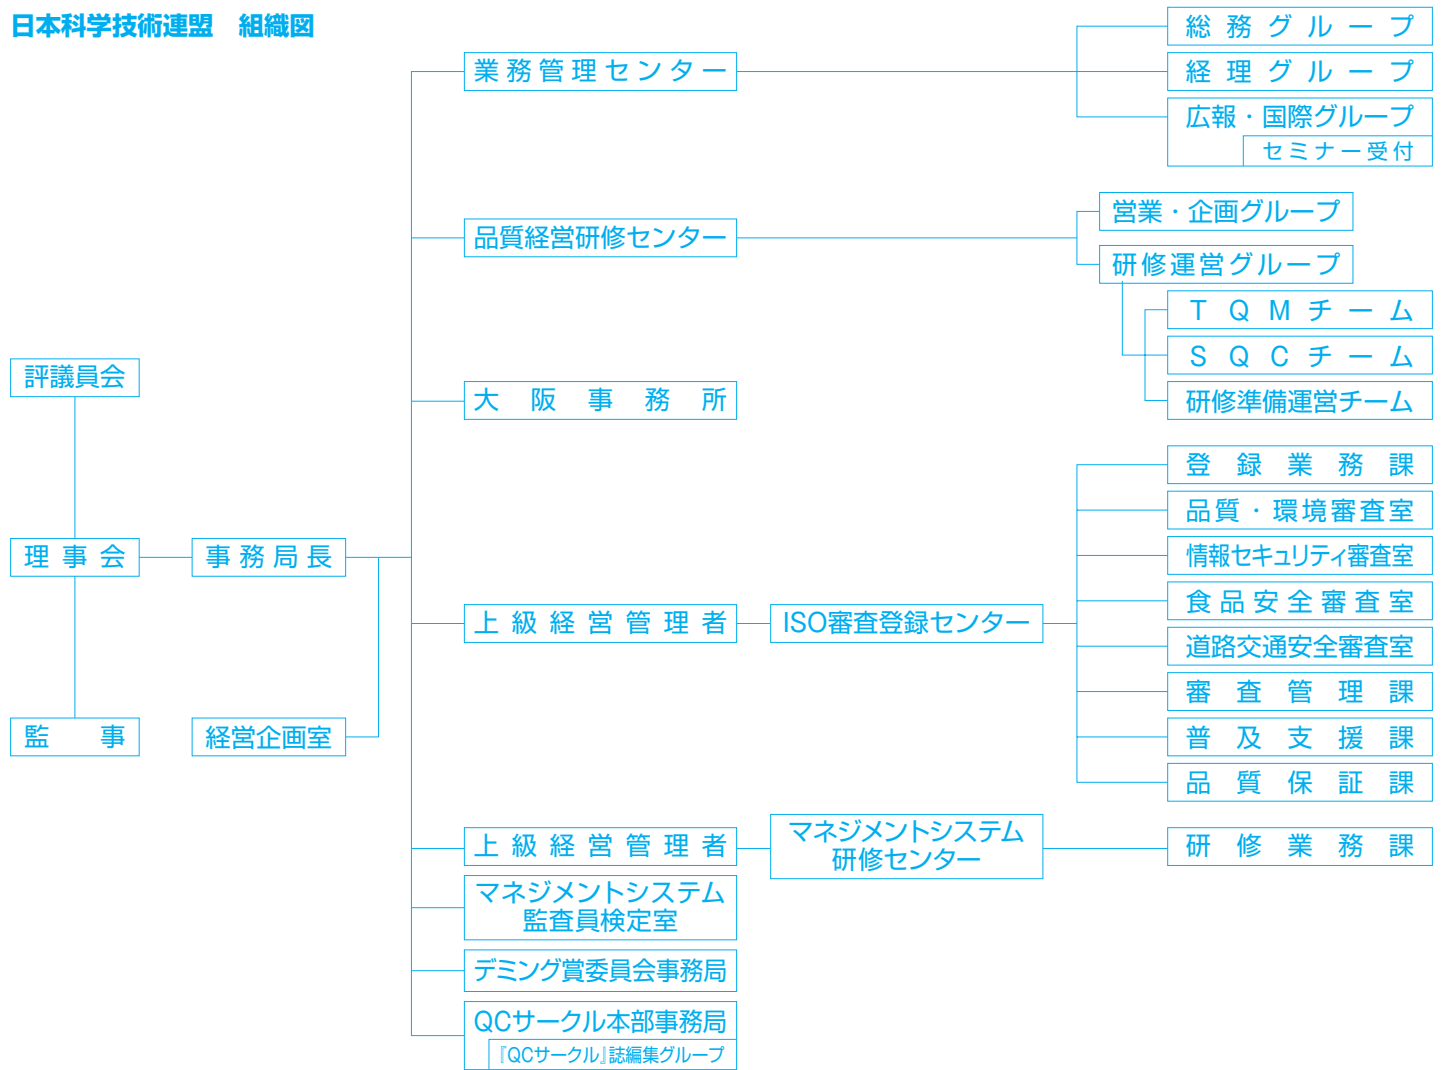 日本科学技術連盟　組織図
評議員会
理事会
監事
事務局長
経営企画室
業務管理センター
総務グループ
経理グループ
広報・国際グループ
セミナー受付
品質経営研修センター
営業・企画グループ
研修運営グループ
TQMチーム
SQCチーム
研修準備運営チーム
大阪事務所
上級経営管理者
ISO審査登録センター
登録業務課
品質・環境審査室
情報セキュリティ審査室
食品安全審査室
道路交通安全審査室
審査管理課
普及支援課
品質保証課
上級経営管理者
マネジメントシステム
研修センター
研修業務課
マネジメントシステム
監査員検定室
デミング賞委員会事務局
QCサークル本部事務局
『QCサークル』誌編集グループ